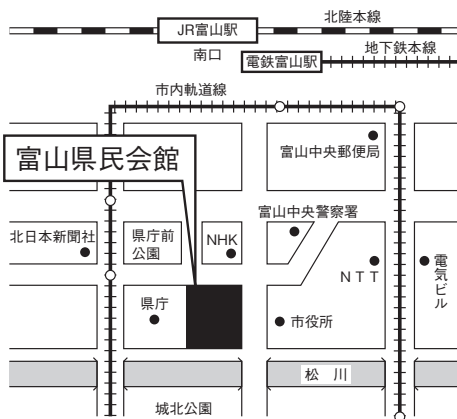 北陸本線
JR富山駅
南口
地下鉄本線
電鉄富山駅
市内軌道線
富山県民会館
富山中央郵便局
富山中央警察署
北日本新聞社
県庁前
公園
NHK
NTT
電気ビル
県庁
市役所
松川
城北公園